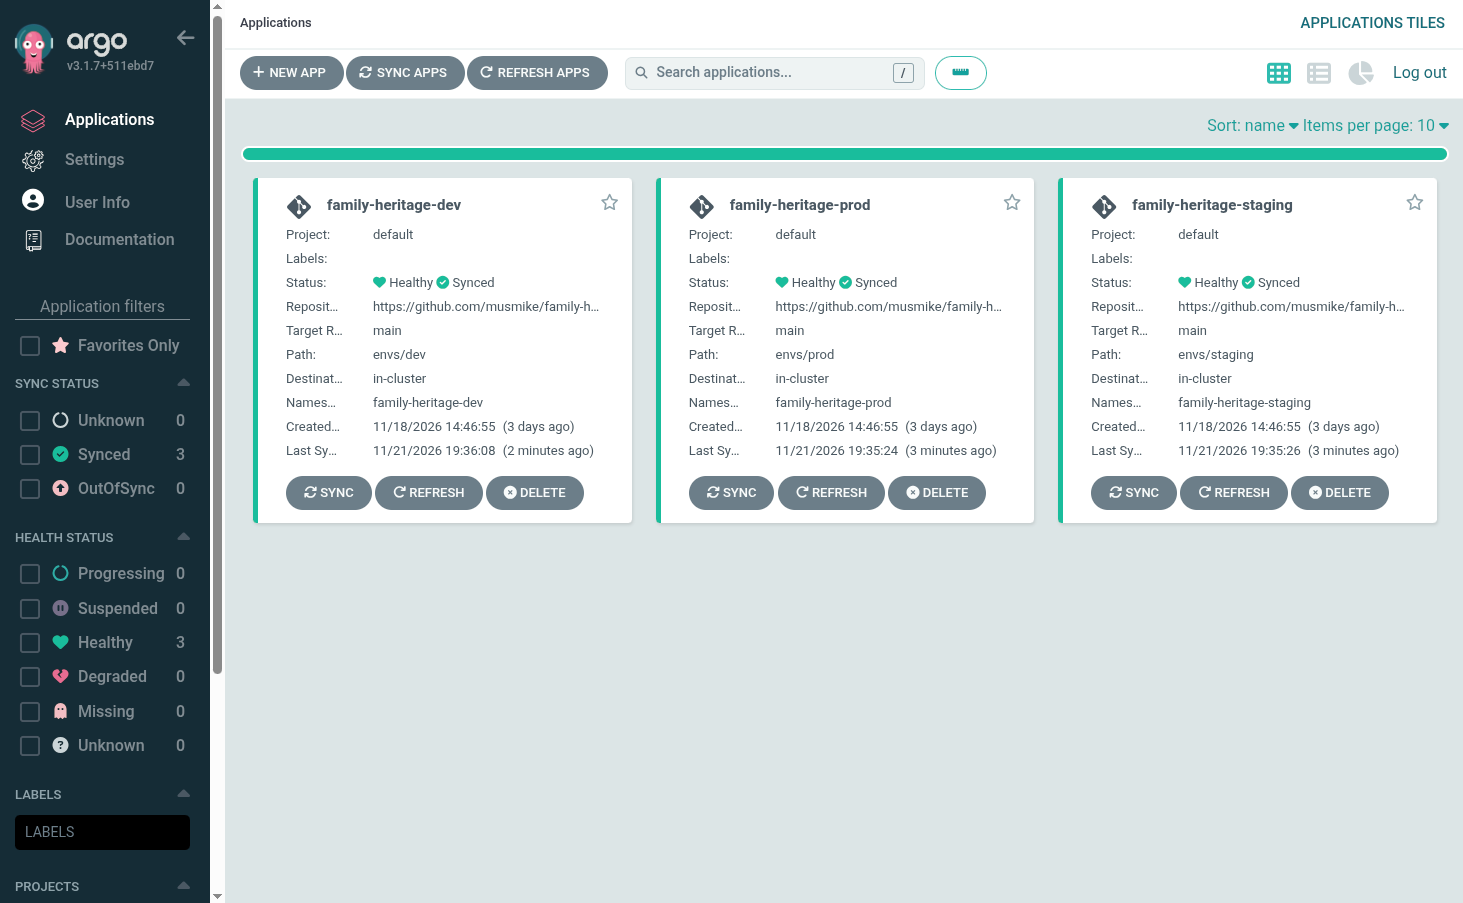 argo
v3.1.7+511ebd7
Applications
Settings
User Info
Documentation
Application filters
Favorites Only
SYNC STATUS
Unknown 0
Synced 3
OutOfSync 0
HEALTH STATUS
Progressing 0
Suspended 0
Healthy 3
Degraded 0
Missing 0
Unknown 0
LABELS
LABELS
PROJECTS
Applications
APPLICATIONS TILES
NEW APP SYNC APPS REFRESH APPS Search applications... / Log out
Sort: name Items per page: 10
family-heritage-dev
Project: default
Labels:
Status: Healthy Synced
Reposit... https://github.com/musmike/family-h...
Target R... main
Path: envs/dev
Destinat... in-cluster
Names... family-heritage-dev
Created... 11/18/2026 14:46:55 (3 days ago)
Last Sy... 11/21/2026 19:36:08 (2 minutes ago)
SYNC REFRESH DELETE
family-heritage-prod
Project: default
Labels:
Status: Healthy Synced
Reposit... https://github.com/musmike/family-h...
Target R... main
Path: envs/prod
Destinat... in-cluster
Names... family-heritage-prod
Created... 11/18/2026 14:46:55 (3 days ago)
Last Sy... 11/21/2026 19:35:24 (3 minutes ago)
SYNC REFRESH DELETE
family-heritage-staging
Project: default
Labels:
Status: Healthy Synced
Reposit... https://github.com/musmike/family-h...
Target R... main
Path: envs/staging
Destinat... in-cluster
Names... family-heritage-staging
Created... 11/18/2026 14:46:55 (3 days ago)
Last Sy... 11/21/2026 19:35:26 (3 minutes ago)
SYNC REFRESH DELETE